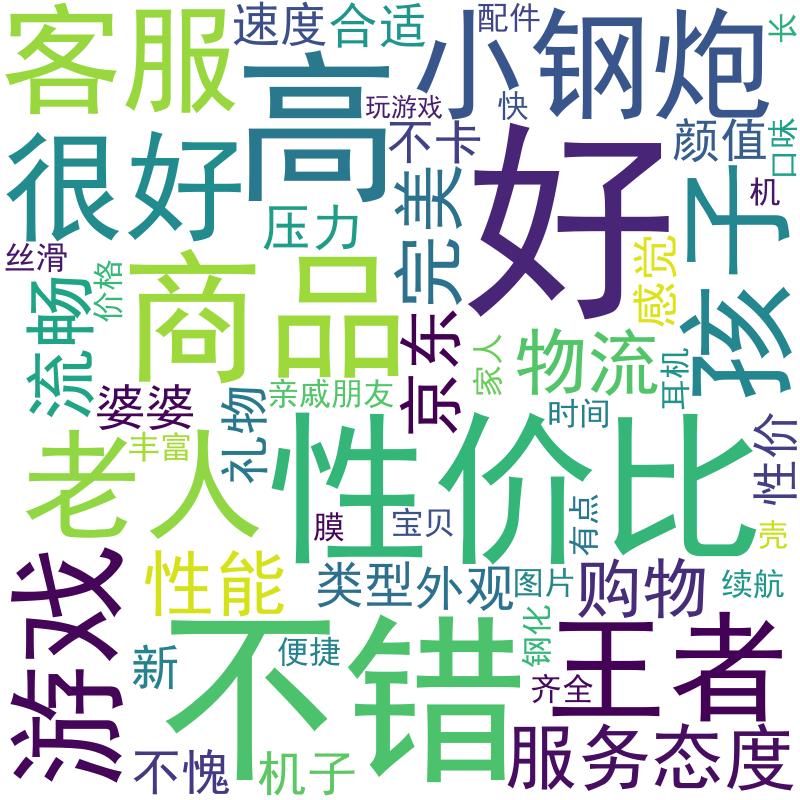 客服
速度
合适
配件
长
高
小钢炮
玩游戏
快
不卡
颜值
口味
很好
好
机
压力
完美
孩子
丝滑
价格
商品
感觉
流畅
京东
物流
家人
耳机
婆婆
礼物
亲戚朋友
时间
性价
老人
丰富
性价比
膜
宝贝
有点
壳
游戏
性能
类型
外观
图片
购物
续航
新
不错
便捷
钢化
齐全
王者
不愧
机子
服务态度